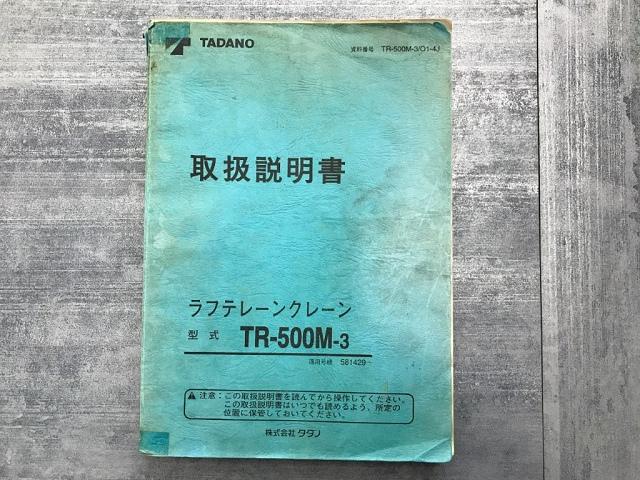 TADANO
資料番号 TR-500M-3/O1-4J
取扱説明書
ラフテレーンクレーン
型式 TR-500M-3
適用号機 581429~
注意：この取扱説明書を読んでから操作してください。
この取扱説明書はいつでも読めるよう、所定の
位置に保管しておいてください。
株式会社 タダノ